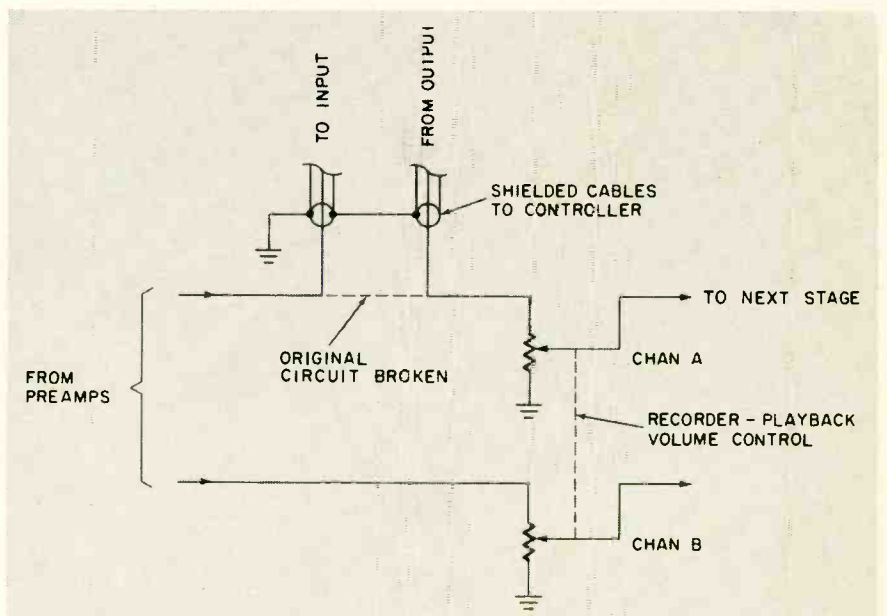 TO INPUT
FROM OUTPUT
SHIELDED CABLES
TO CONTROLLER
TO NEXT STAGE
ORIGINAL
CIRCUIT BROKEN
CHAN A
FROM
PREAMPS
RECORDER - PLAYBACK
VOLUME CONTROL
CHAN B